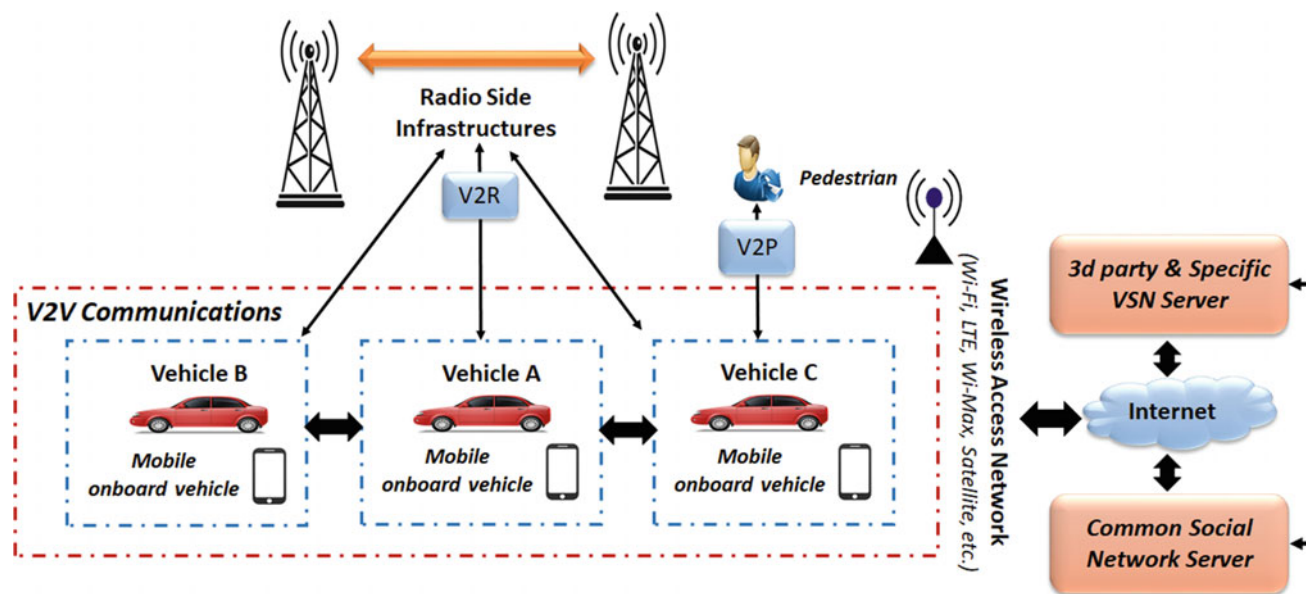 Radio Side
Infrastructures
V2R
Pedestrian
V2P
V2V Communications
Vehicle B
Mobile
onboard vehicle
Vehicle A
Mobile
onboard vehicle
Vehicle C
Mobile
onboard vehicle
Wireless Access Network
(Wi-Fi, LTE, Wi-Max, Satellite, etc.)
3d party & Specific
VSN Server
Internet
Common Social
Network Server